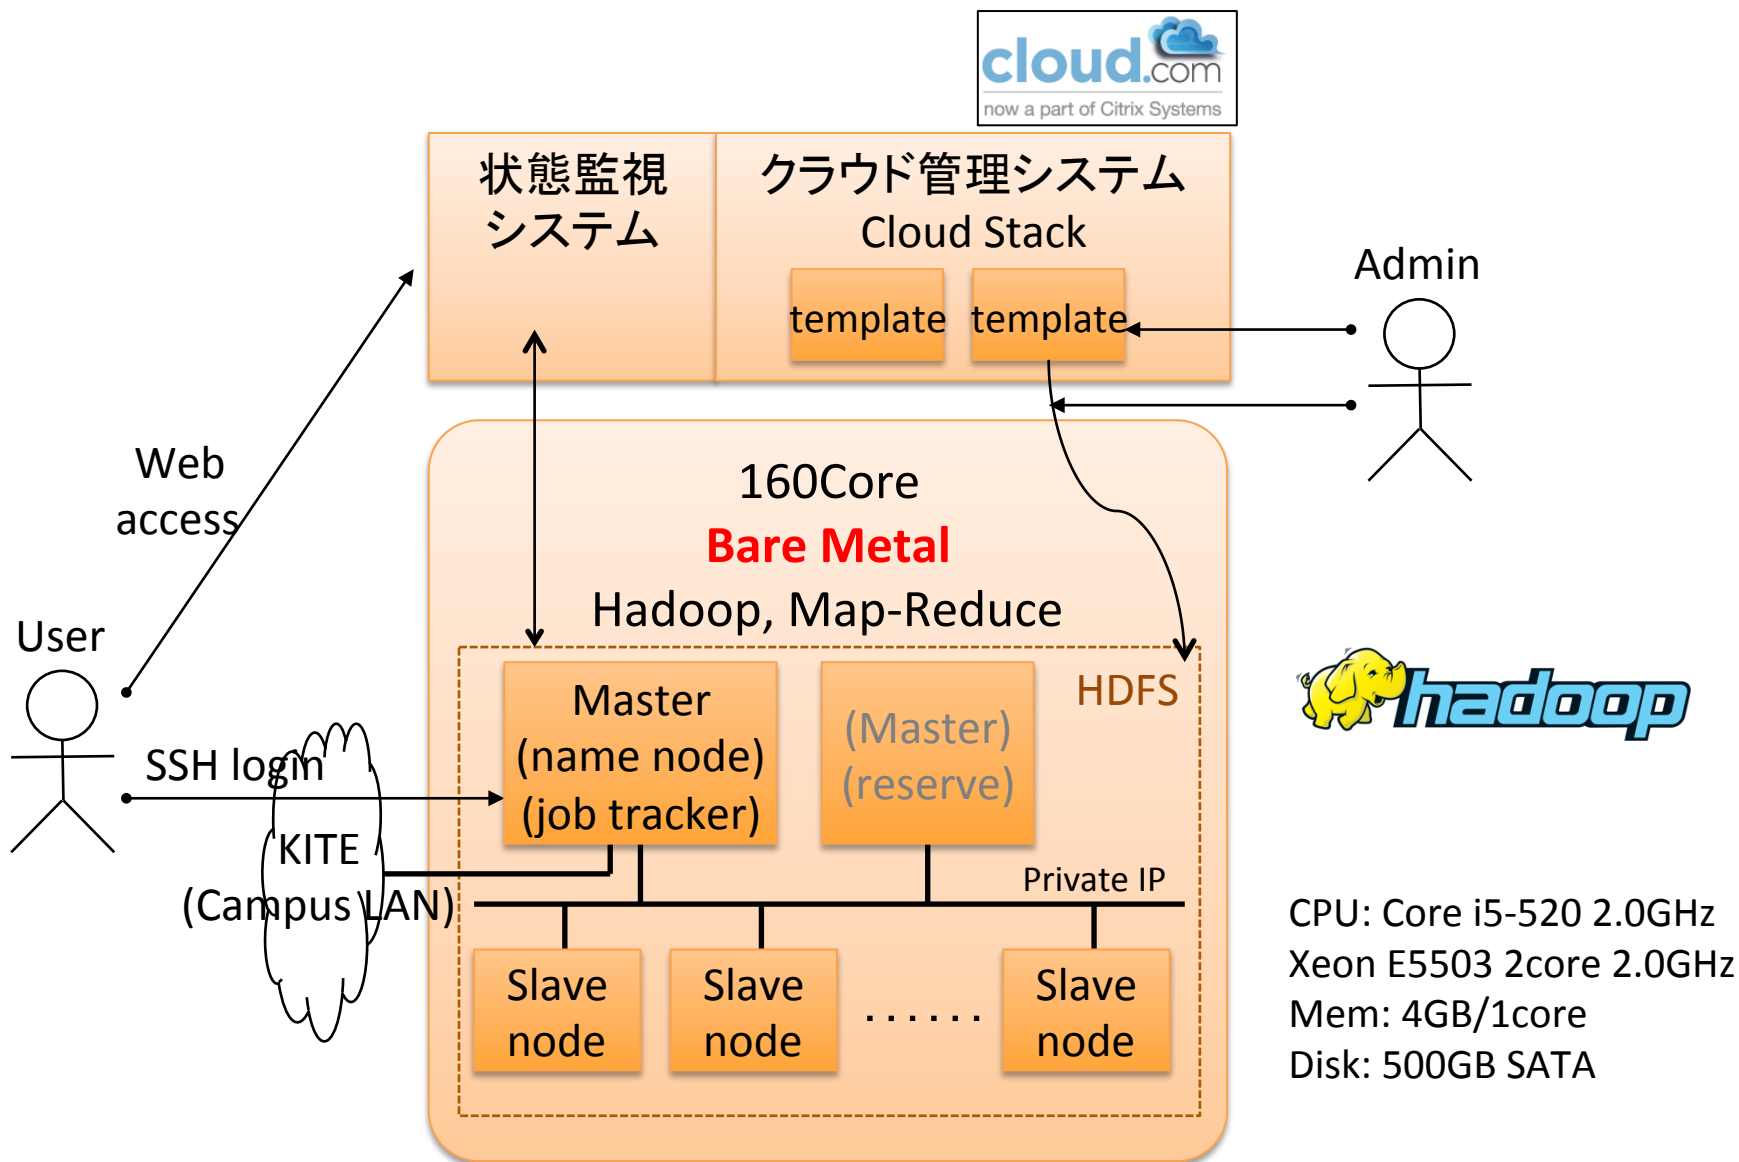 cloud.com
now a part of Citrix Systems
状態監視
システム
クラウド管理システム
Cloud Stack
template
template
Admin
Web
access
160Core
Bare Metal
Hadoop, Map-Reduce
User
HDFS
Master
(name node)
(job tracker)
(Master)
(reserve)
hadoop
SSH login
KITE
(Campus LAN)
Private IP
Slave
node
Slave
node
......
Slave
node
CPU: Core i5-520 2.0GHz
Xeon E5503 2core 2.0GHz
Mem: 4GB/1core
Disk: 500GB SATA